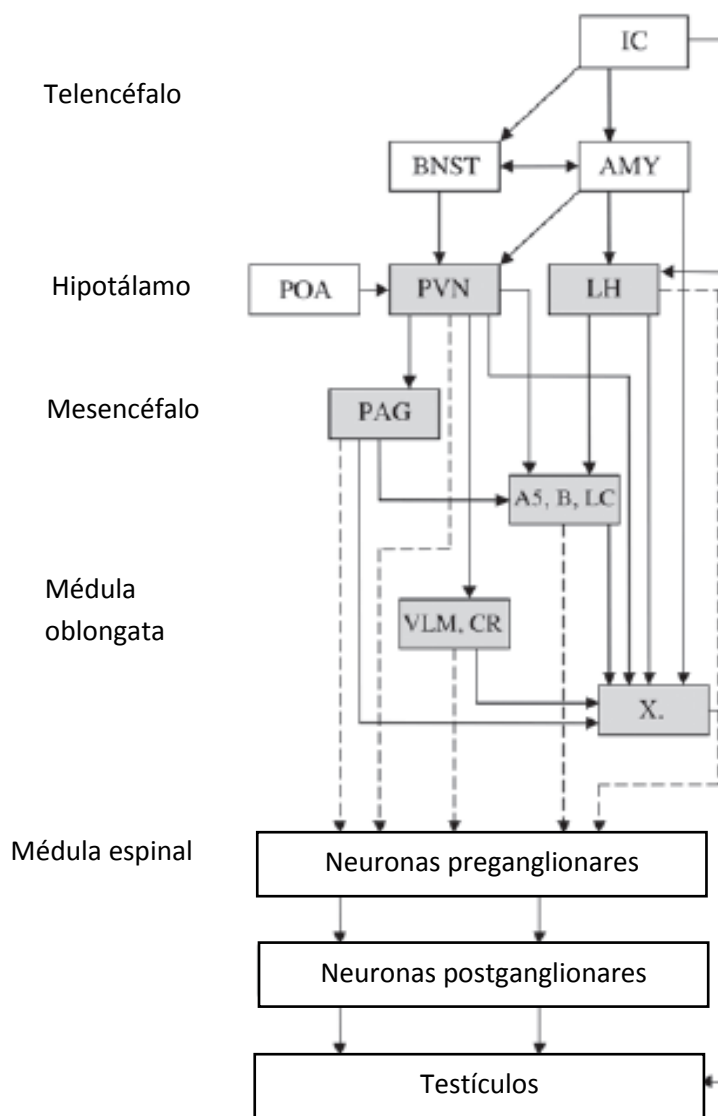 IC
Telencéfalo
BNST
AMY
Hipotálamo
POA
PVN
LH
Mesencéfalo
PAG
A5, B, LC
Médula
oblongata
VLM, CR
X.
Médula espinal
Neuronas preganglionares
Neuronas postganglionares
Testículos